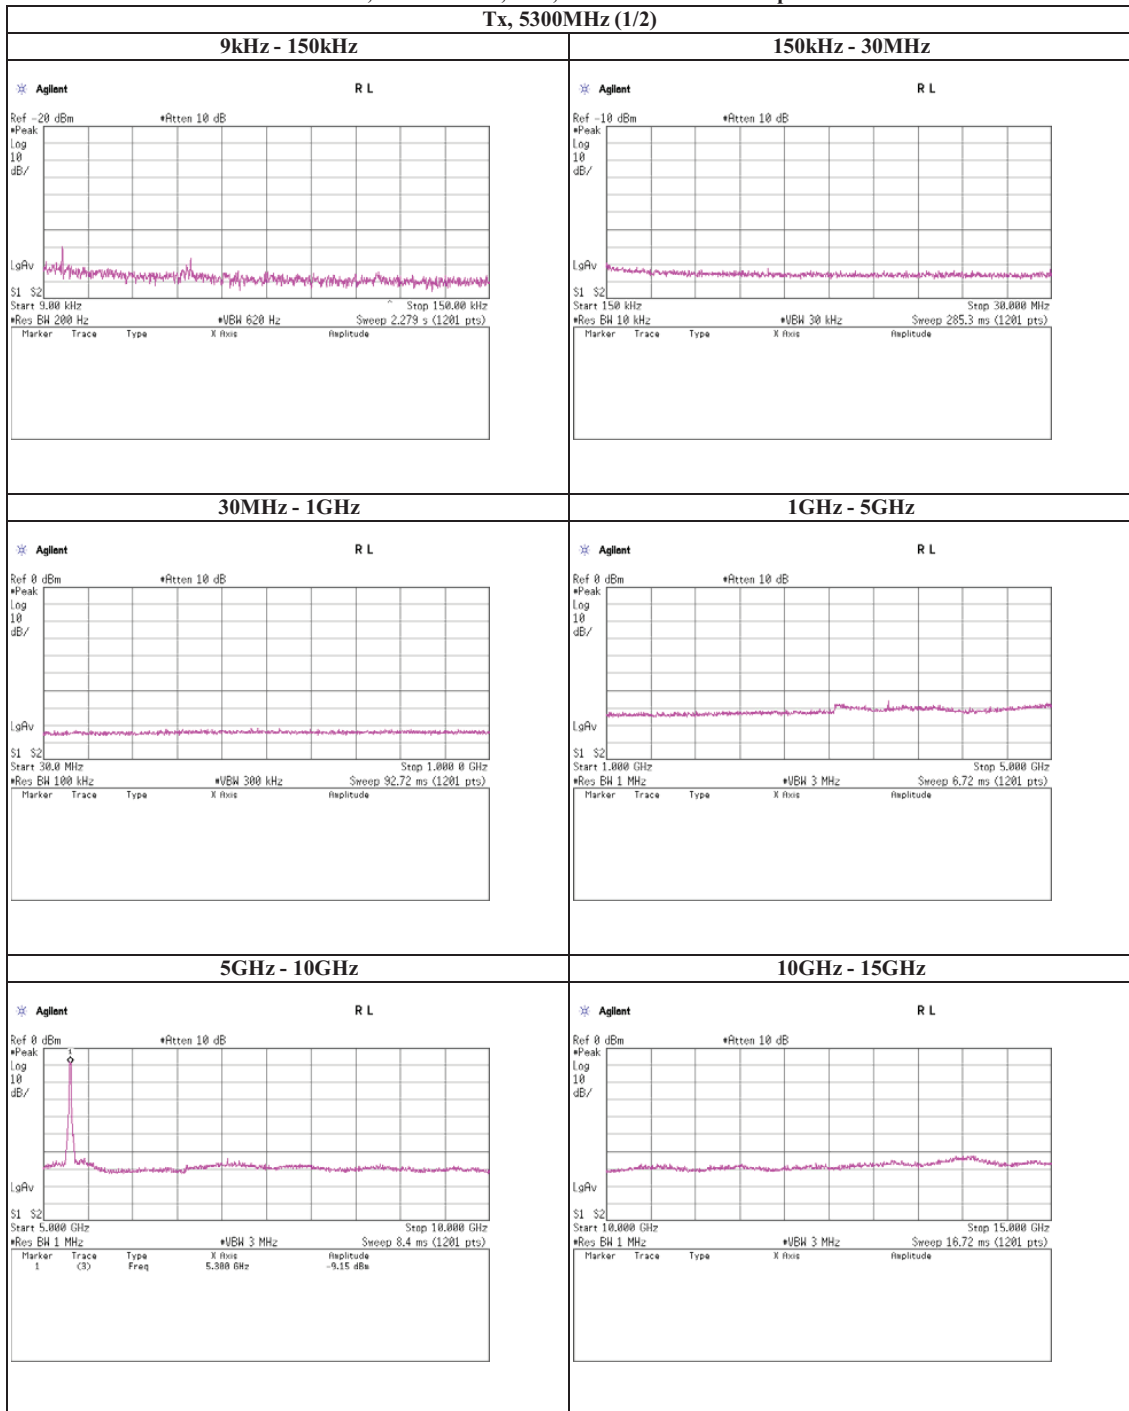 Tx, 5300MHz (1/2)
9kHz - 150kHz
150kHz - 30MHz
Agilent R L
Ref -20 dBm #Atten 10 dB
#Peak
Log
10
dB/
LgAv
S1 S2
Start 9.00 kHz ^ Stop 150.00 kHz
#Res BW 200 Hz #VBW 620 Hz Sweep 2.279 s (1201 pts)
Marker Trace Type X Axis Amplitude
Agilent R L
Ref -10 dBm #Atten 10 dB
#Peak
Log
10
dB/
LgAv
S1 S2
Start 150 kHz Stop 30.000 MHz
#Res BW 10 kHz #VBW 30 kHz Sweep 285.3 ms (1201 pts)
Marker Trace Type X Axis Amplitude
30MHz - 1GHz
1GHz - 5GHz
Agilent R L
Ref 0 dBm #Atten 10 dB
#Peak
Log
10
dB/
LgAv
S1 S2
Start 30.0 MHz Stop 1.000 0 GHz
#Res BW 100 kHz #VBW 300 kHz Sweep 92.72 ms (1201 pts)
Marker Trace Type X Axis Amplitude
Agilent R L
Ref 0 dBm #Atten 10 dB
#Peak
Log
10
dB/
LgAv
S1 S2
Start 1.000 GHz Stop 5.000 GHz
#Res BW 1 MHz #VBW 3 MHz Sweep 6.72 ms (1201 pts)
Marker Trace Type X Axis Amplitude
5GHz - 10GHz
10GHz - 15GHz
Agilent R L
Ref 0 dBm #Atten 10 dB
#Peak
1
Log
10
dB/
LgAv
S1 S2
Start 5.000 GHz Stop 10.000 GHz
#Res BW 1 MHz #VBW 3 MHz Sweep 8.4 ms (1201 pts)
Marker Trace Type X Axis Amplitude
1 (3) Freq 5.300 GHz -9.15 dBm
Agilent R L
Ref 0 dBm #Atten 10 dB
#Peak
Log
10
dB/
LgAv
S1 S2
Start 10.000 GHz Stop 15.000 GHz
#Res BW 1 MHz #VBW 3 MHz Sweep 16.72 ms (1201 pts)
Marker Trace Type X Axis Amplitude